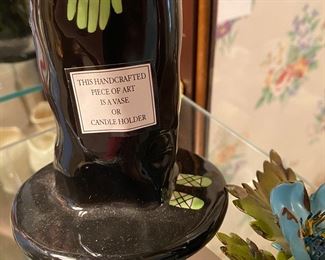 THIS HANDCRAFTED
PIECE OF ART
IS A VASE
OR
CANDLE HOLDER